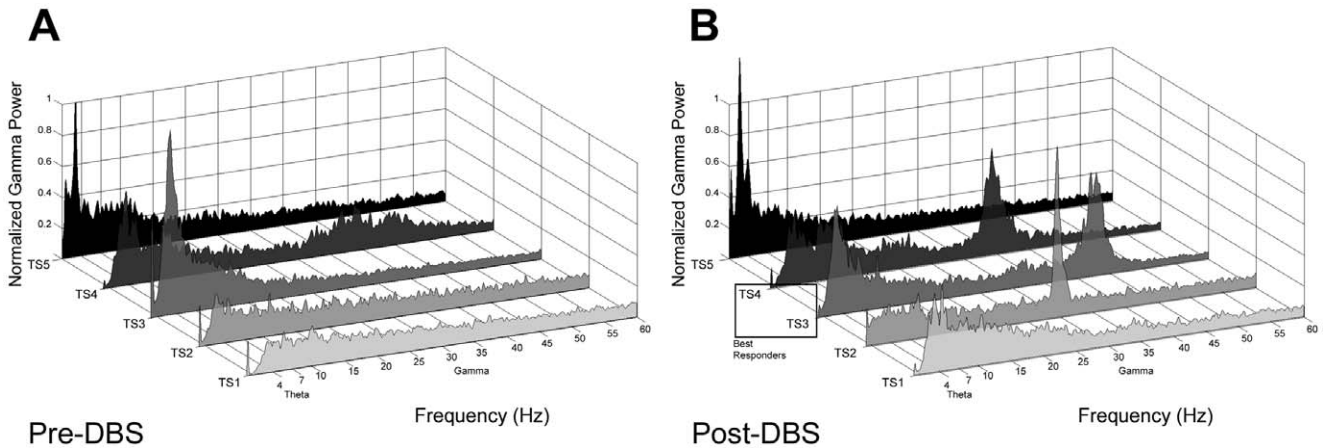 A
Normalized Gamma Power
1
0.8
0.6
0.4
0.2
TS5
TS4
TS3
TS2
TS1
4
7
10
15
20
25
30
35
40
45
50
55
60
Theta
Gamma
Frequency (Hz)
Pre-DBS
B
Normalized Gamma Power
1
0.8
0.6
0.4
0.2
TS5
TS4
TS3
Best
Responders
TS2
TS1
4
7
10
15
20
25
30
35
40
45
50
55
60
Theta
Gamma
Frequency (Hz)
Post-DBS